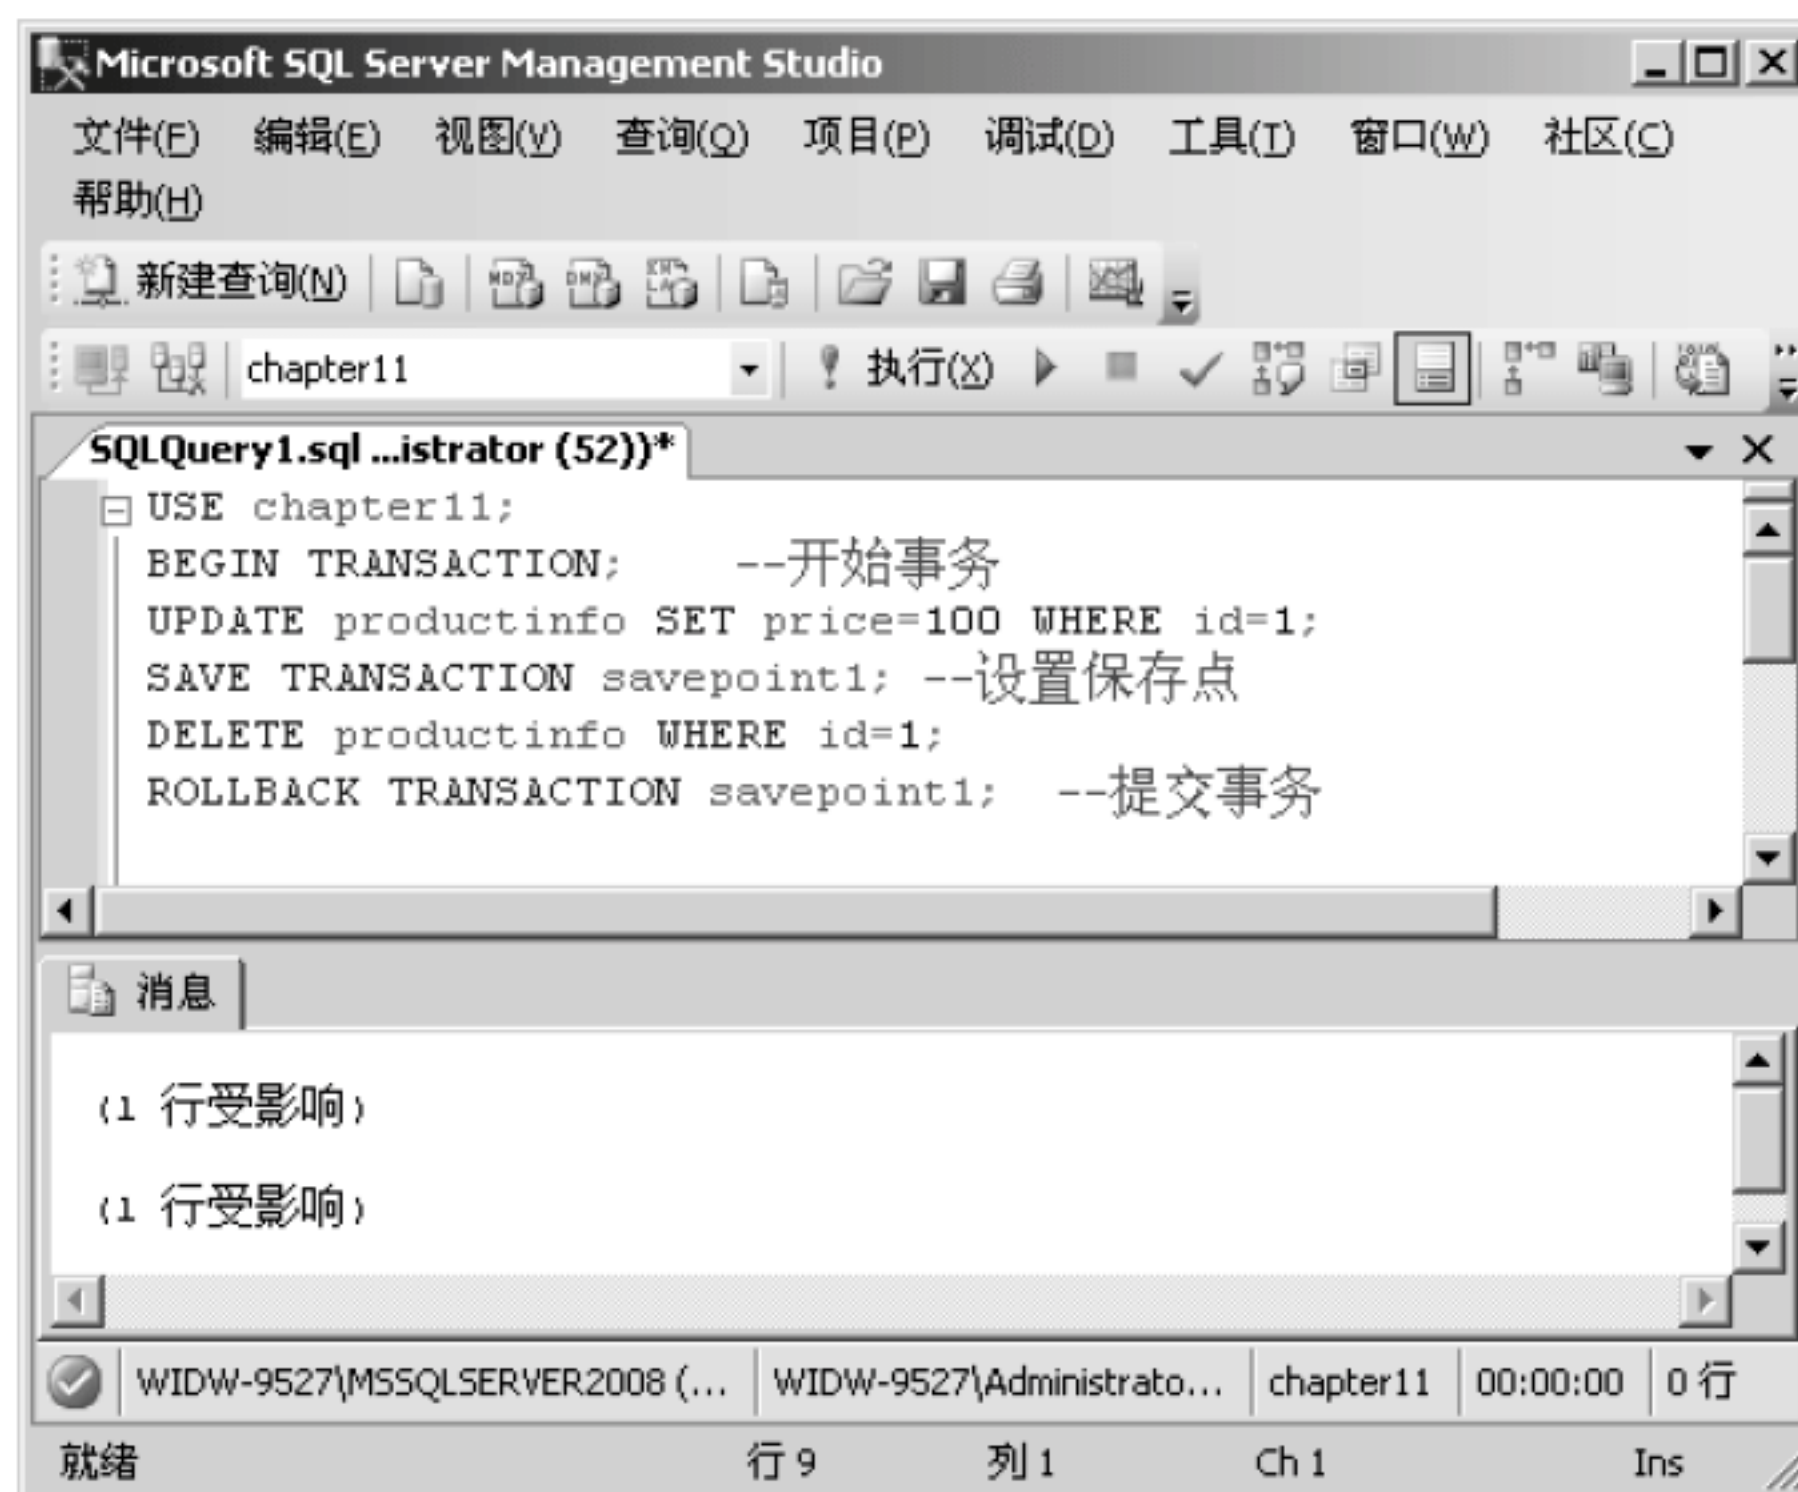 Microsoft SQL Server Management Studio
文件(F) 编辑(E) 视图(V) 查询(Q) 项目(P) 调试(D) 工具(T) 窗口(W) 社区(C)
帮助(H)
新建查询(N)
chapter11 执行(X)
SQLQuery1.sql ...istrator (52))*
USE chapter11;
BEGIN TRANSACTION; --开始事务
UPDATE productinfo SET price=100 WHERE id=1;
SAVE TRANSACTION savepoint1; --设置保存点
DELETE productinfo WHERE id=1;
ROLLBACK TRANSACTION savepoint1; --提交事务
消息
(1 行受影响)
(1 行受影响)
WIDW-9527\MSSQLSERVER2008 (... WIDW-9527\Administrato... chapter11 00:00:00 0 行
就绪 行 9 列 1 Ch 1 Ins